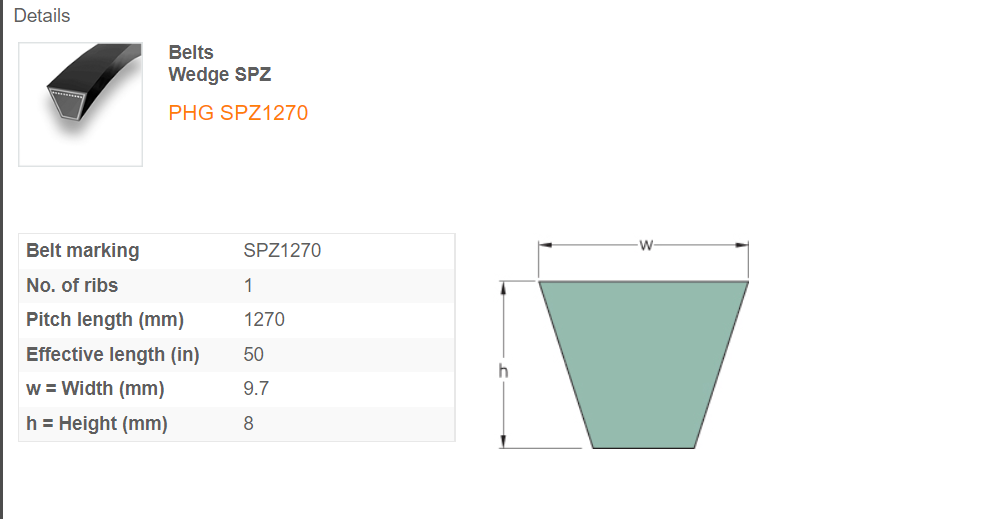 Details
Belts
Wedge SPZ
PHG SPZ1270
Belt marking SPZ1270
No. of ribs 1
Pitch length (mm) 1270
Effective length (in) 50
w = Width (mm) 9.7
h = Height (mm) 8
w
h